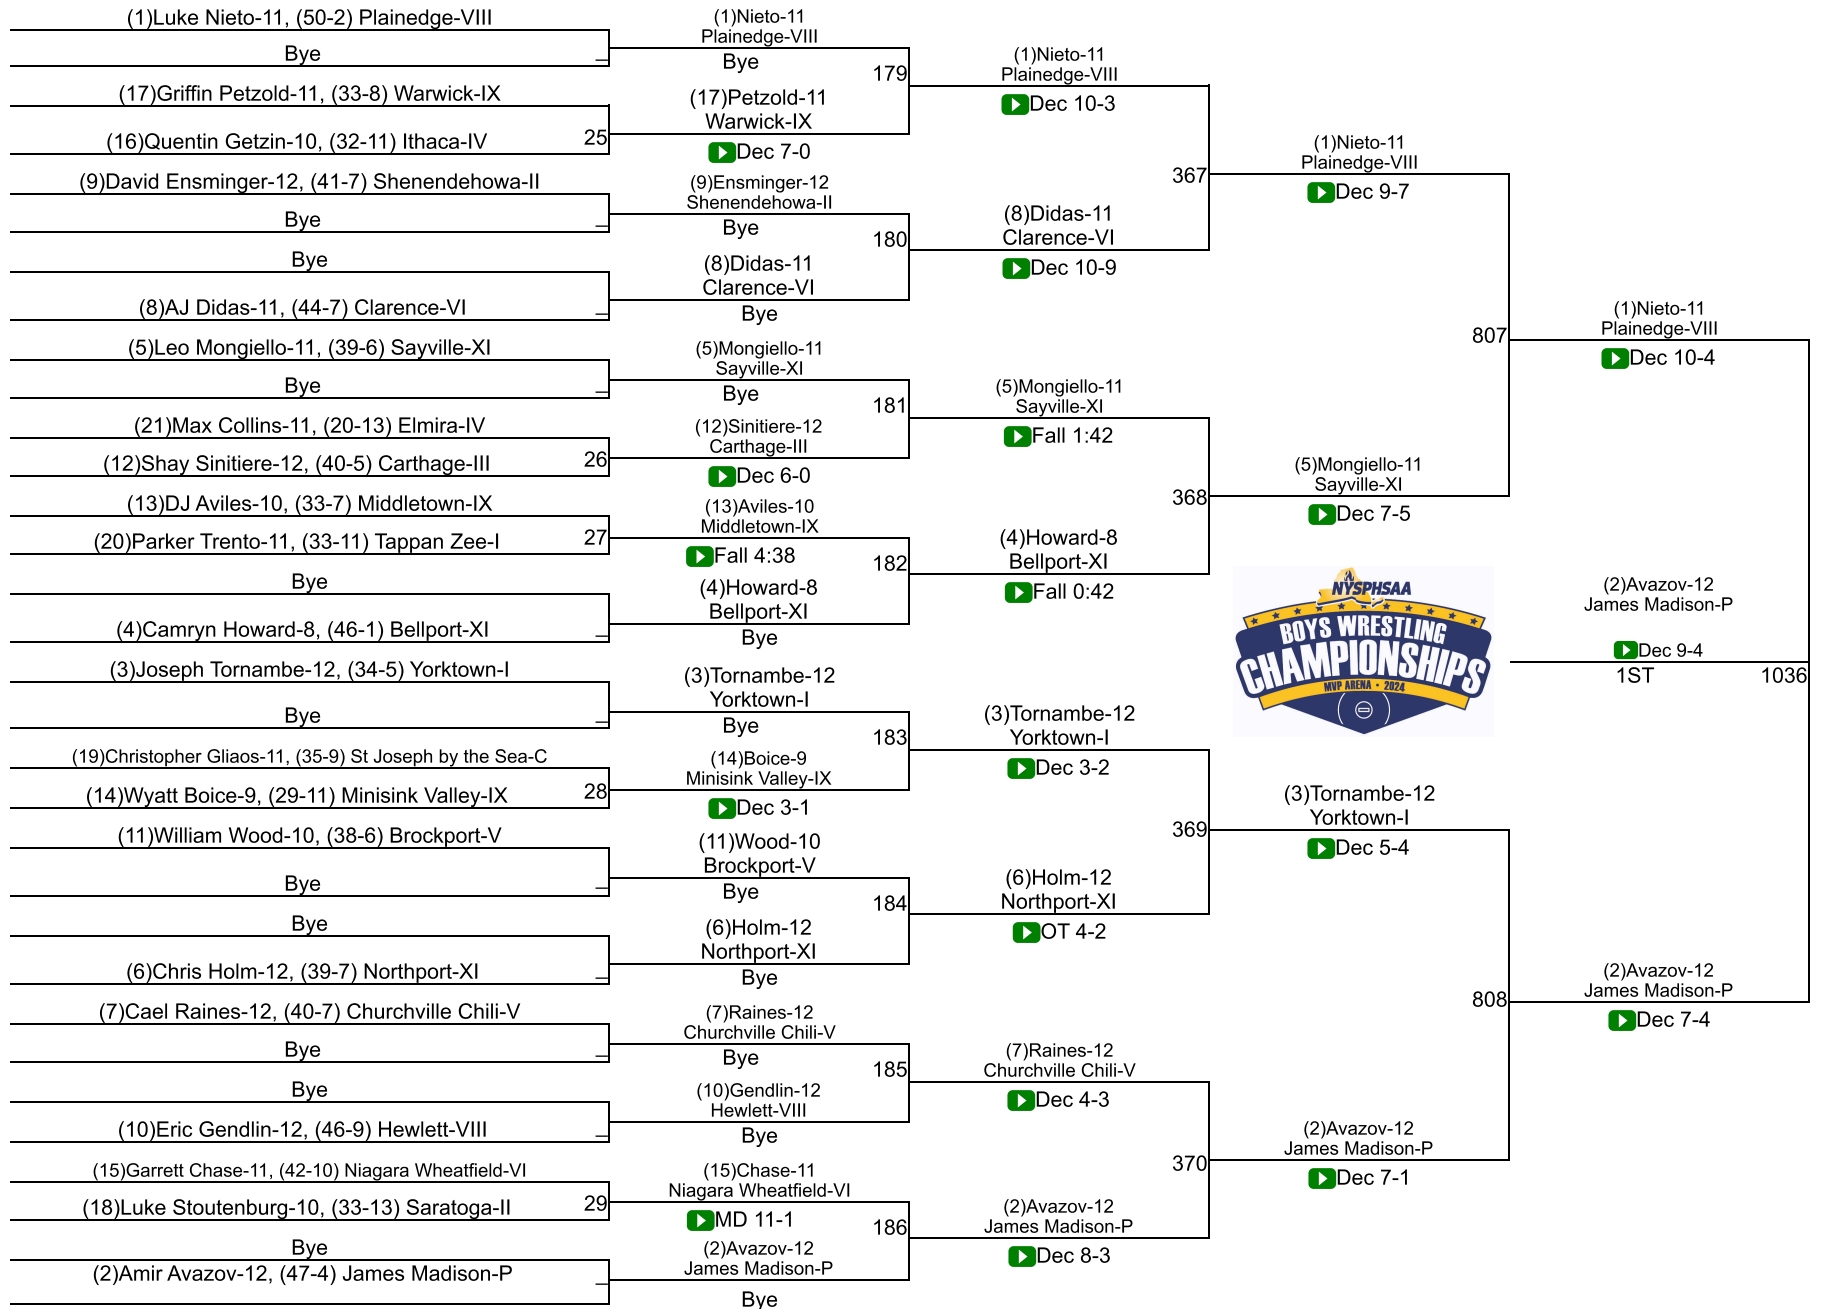 (1)Luke Nieto-11, (50-2) Plainedge-VIII
Bye
(17)Griffin Petzold-11, (33-8) Warwick-IX
(16)Quentin Getzin-10, (32-11) Ithaca-IV
25
(9)David Ensminger-12, (41-7) Shenendehowa-II
Bye
Bye
(8)AJ Didas-11, (44-7) Clarence-VI
(5)Leo Mongiello-11, (39-6) Sayville-XI
Bye
(21)Max Collins-11, (20-13) Elmira-IV
(12)Shay Sinitiere-12, (40-5) Carthage-III
26
(13)DJ Aviles-10, (33-7) Middletown-IX
(20)Parker Trento-11, (33-11) Tappan Zee-I
27
Bye
(4)Camryn Howard-8, (46-1) Bellport-XI
(3)Joseph Tornambe-12, (34-5) Yorktown-I
Bye
(19)Christopher Gliaos-11, (35-9) St Joseph by the Sea-C
(14)Wyatt Boice-9, (29-11) Minisink Valley-IX
28
(11)William Wood-10, (38-6) Brockport-V
Bye
Bye
(6)Chris Holm-12, (39-7) Northport-XI
(7)Cael Raines-12, (40-7) Churchville Chili-V
Bye
Bye
(10)Eric Gendlin-12, (46-9) Hewlett-VIII
(15)Garrett Chase-11, (42-10) Niagara Wheatfield-VI
(18)Luke Stoutenburg-10, (33-13) Saratoga-II
29
Bye
(2)Amir Avazov-12, (47-4) James Madison-P
(1)Nieto-11
Plainedge-VIII
Bye
179
(17)Petzold-11
Warwick-IX
Dec 7-0
(9)Ensminger-12
Shenendehowa-II
Bye
180
(8)Didas-11
Clarence-VI
Bye
(5)Mongiello-11
Sayville-XI
Bye
181
(12)Sinitiere-12
Carthage-III
Dec 6-0
(13)Aviles-10
Middletown-IX
Fall 4:38
182
(4)Howard-8
Bellport-XI
Bye
(3)Tornambe-12
Yorktown-I
Bye
183
(14)Boice-9
Minisink Valley-IX
Dec 3-1
(11)Wood-10
Brockport-V
Bye
184
(6)Holm-12
Northport-XI
Bye
(7)Raines-12
Churchville Chili-V
Bye
185
(10)Gendlin-12
Hewlett-VIII
Bye
(15)Chase-11
Niagara Wheatfield-VI
MD 11-1
186
(2)Avazov-12
James Madison-P
Bye
(1)Nieto-11
Plainedge-VIII
Dec 10-3
367
(8)Didas-11
Clarence-VI
Dec 10-9
(5)Mongiello-11
Sayville-XI
Fall 1:42
368
(4)Howard-8
Bellport-XI
Fall 0:42
(3)Tornambe-12
Yorktown-I
Dec 3-2
369
(6)Holm-12
Northport-XI
OT 4-2
(7)Raines-12
Churchville Chili-V
Dec 4-3
370
(2)Avazov-12
James Madison-P
Dec 8-3
(1)Nieto-11
Plainedge-VIII
Dec 9-7
807
(5)Mongiello-11
Sayville-XI
Dec 7-5
NYSPHSAA
BOYS WRESTLING
CHAMPIONSHIPS
MVP ARENA • 2024
(3)Tornambe-12
Yorktown-I
Dec 5-4
808
(2)Avazov-12
James Madison-P
Dec 7-1
(1)Nieto-11
Plainedge-VIII
Dec 10-4
(2)Avazov-12
James Madison-P
Dec 9-4
1ST
1036
(2)Avazov-12
James Madison-P
Dec 7-4